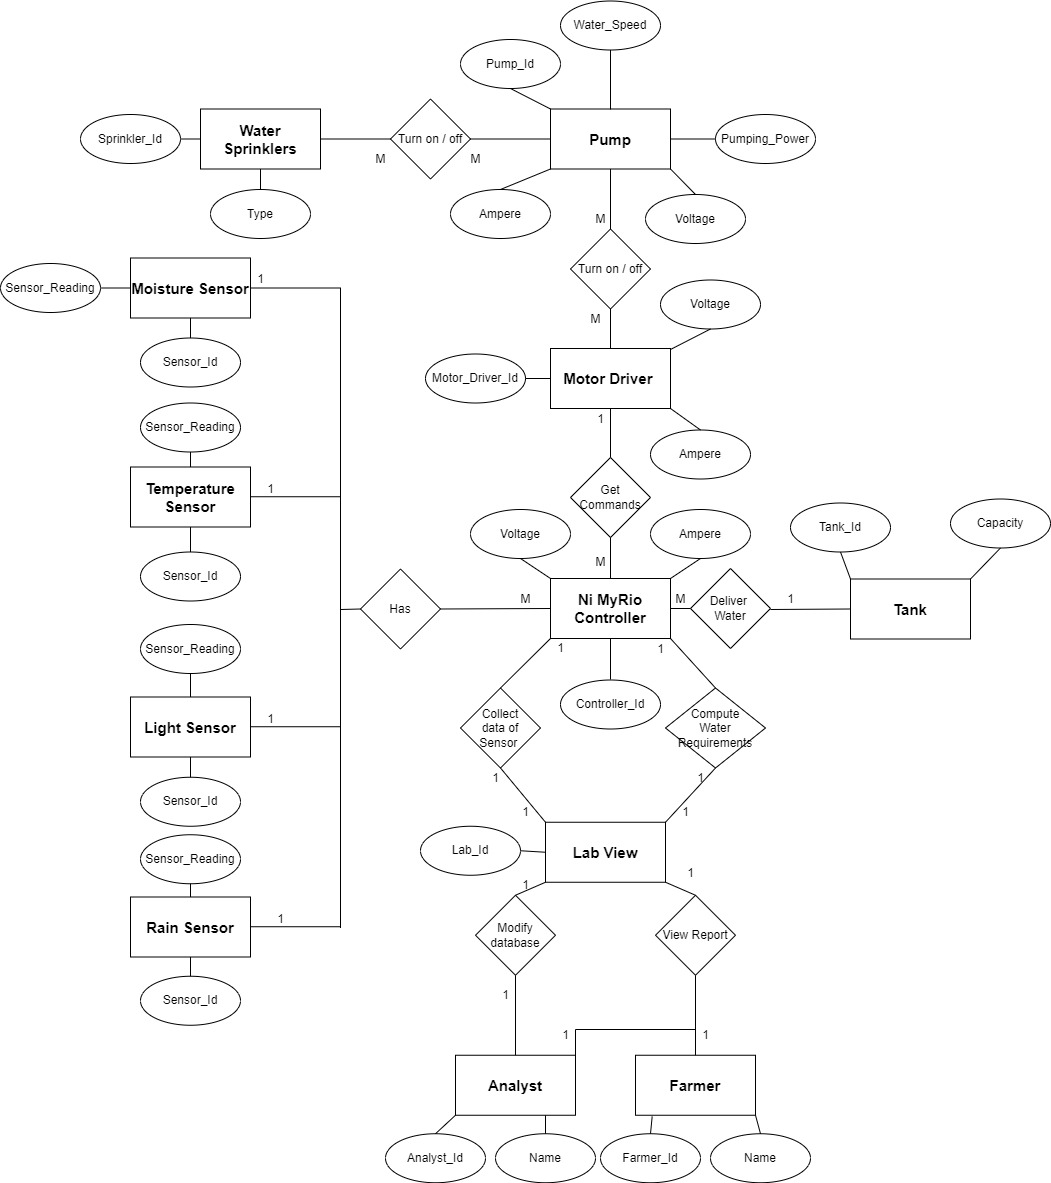 Water_Speed
Pump_Id
Sprinkler_Id
Water
Sprinklers
Turn on / off
M
M
Pump
Pumping_Power
Type
Ampere
Voltage
M
Turn on / off
M
Sensor_Reading
Moisture Sensor
1
Sensor_Id
Voltage
Motor_Driver_Id
Motor Driver
Ampere
1
Get
Commands
M
Sensor_Reading
Temperature
Sensor
1
Sensor_Id
Voltage
Ampere
Tank_Id
Capacity
Has
M
Ni MyRio
Controller
M
Deliver
Water
1
Tank
1
1
Controller_Id
Collect
data of
Sensor
1
Compute
Water
Requirements
1
Sensor_Reading
Light Sensor
1
Sensor_Id
1
1
Lab_Id
Lab View
1
1
Sensor_Reading
Rain Sensor
1
Sensor_Id
Modify
database
1
View Report
1
1
Analyst
Farmer
Analyst_Id
Name
Farmer_Id
Name